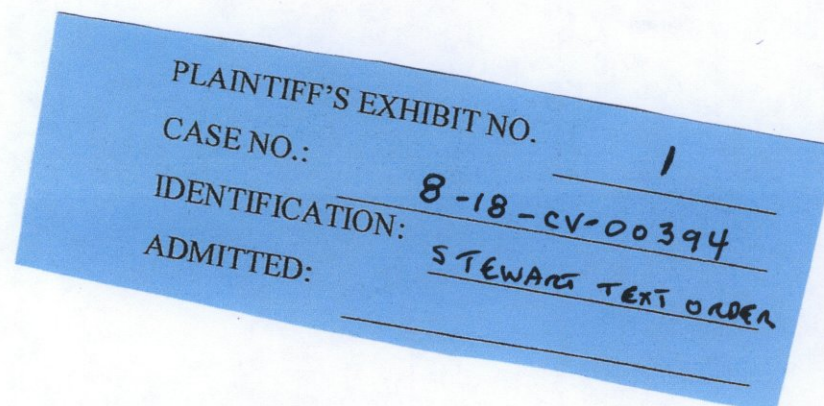 PLAINTIFF'S EXHIBIT NO. 1
CASE NO.: 8-18-CV-00394
IDENTIFICATION: STEWART TEXT ORDER
ADMITTED: